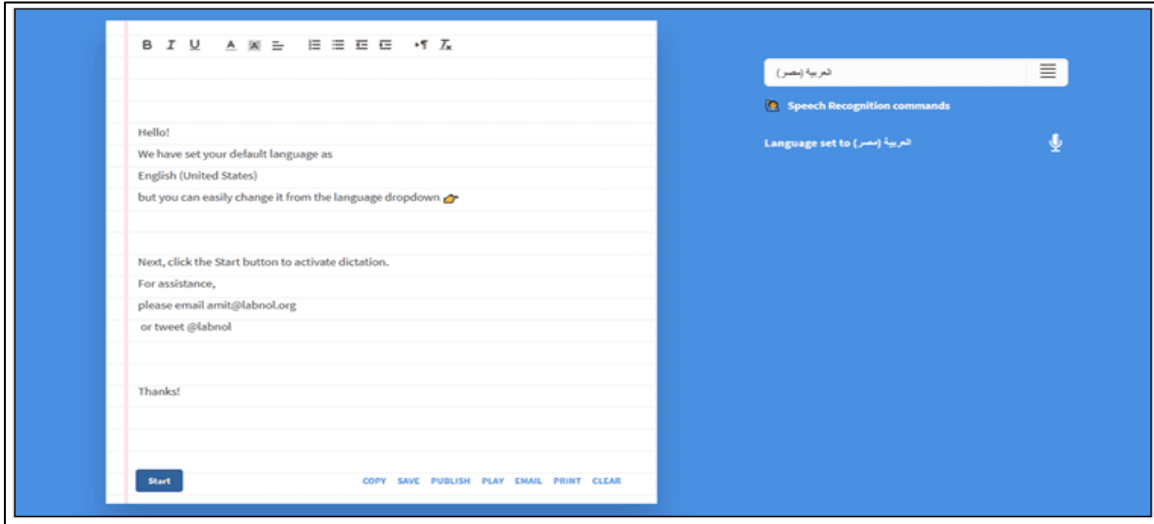 B I U A A
Hello!
We have set your default language as
English (United States)
but you can easily change it from the language dropdown 👉
Next, click the Start button to activate dictation.
For assistance,
please email amit@labnol.org
or tweet @labnol
Thanks!
Start
COPY SAVE PUBLISH PLAY EMAIL PRINT CLEAR
العربية (مصر)
Speech Recognition commands
Language set to العربية (مصر)